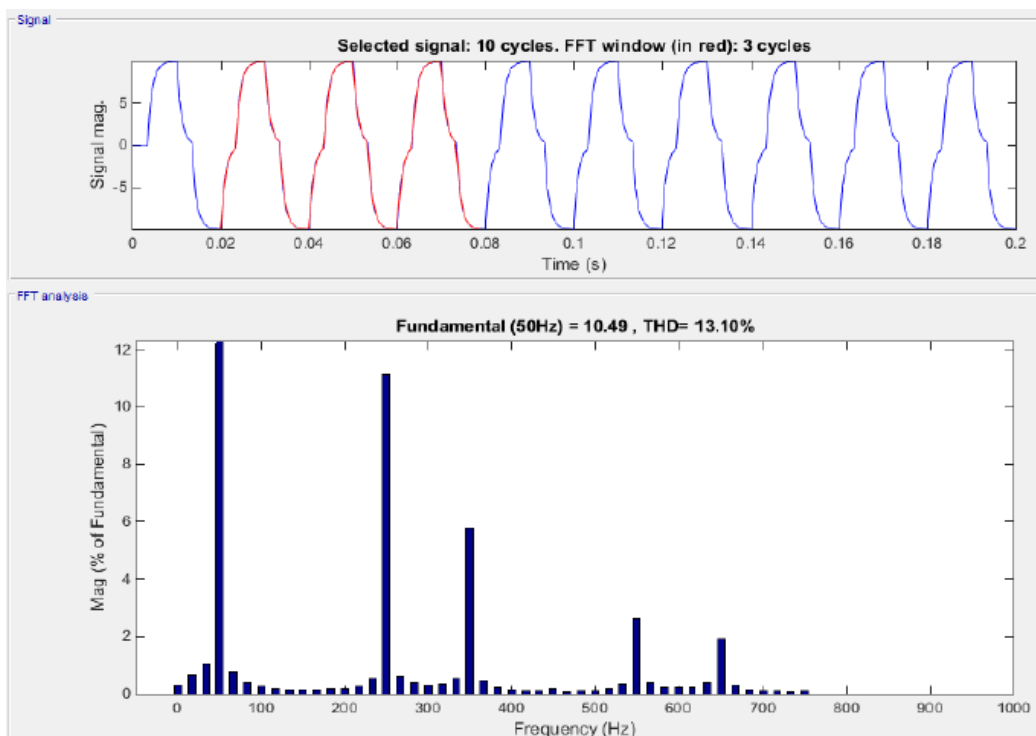 Signal
Selected signal: 10 cycles. FFT window (in red): 3 cycles
Signal mag.
5
0
-5
0 0.02 0.04 0.06 0.08 0.1 0.12 0.14 0.16 0.18 0.2
Time (s)
FFT analysis
Fundamental (50Hz) = 10.49 , THD= 13.10%
Mag (% of Fundamental)
12
10
8
6
4
2
0
0 100 200 300 400 500 600 700 800 900 1000
Frequency (Hz)